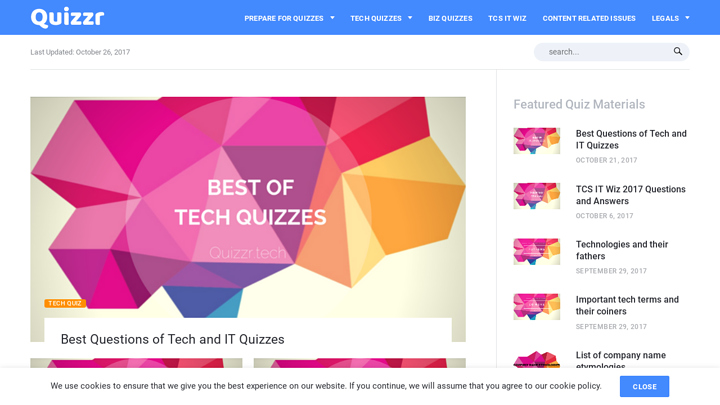 Quizzr
PREPARE FOR QUIZZES
TECH QUIZZES
BIZ QUIZZES
TCS IT WIZ
CONTENT RELATED ISSUES
LEGALS
Last Updated: October 26, 2017
search...
BEST OF
TECH QUIZZES
Quizzr.tech
TECH QUIZ
Best Questions of Tech and IT Quizzes
Featured Quiz Materials
Best Questions of Tech and
IT Quizzes
OCTOBER 21, 2017
TCS IT Wiz 2017 Questions
and Answers
OCTOBER 6, 2017
Technologies and their
fathers
SEPTEMBER 29, 2017
Important tech terms and
their coiners
SEPTEMBER 29, 2017
List of company name
etymologies
We use cookies to ensure that we give you the best experience on our website. If you continue, we will assume that you agree to our cookie policy.
CLOSE